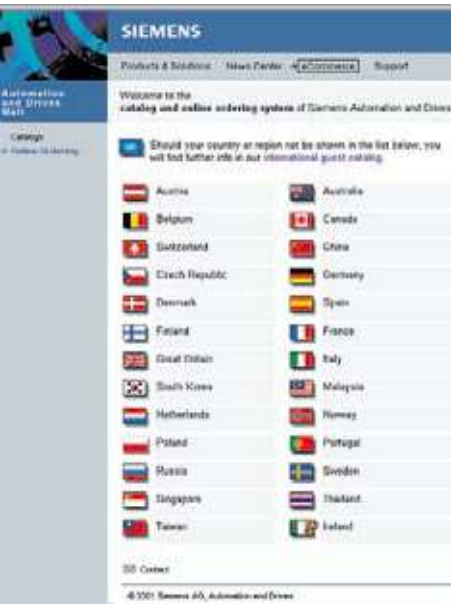 SIEMENS
Products & Solutions News Center eCommerce Support
Automation
and Drives
Mall
Catalogs
Online Ordering
Welcome to the
catalog and online ordering system of Siemens Automation and Drives
Should your country or region not be shown in the list below, you
will find further info in our international guest catalog.
Austria Australia
Belgium Canada
Switzerland China
Czech Republic Germany
Denmark Spain
Finland France
Great Britain Italy
South Korea Malaysia
Netherlands Norway
Poland Portugal
Russia Sweden
Singapore Thailand
Taiwan Ireland
Contact
© 2001 Siemens AG, Automation and Drives